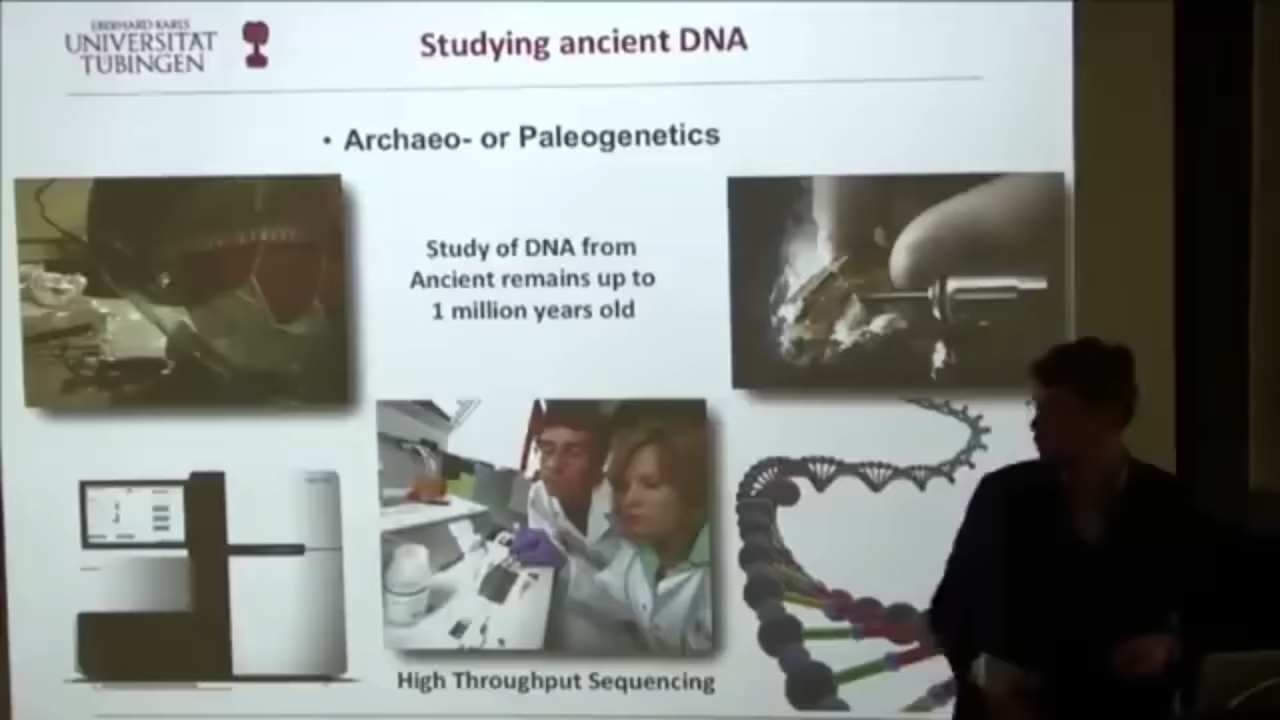 EBERHARD KARLS
UNIVERSITAT
TUBINGEN
Studying ancient DNA
• Archaeo- or Paleogenetics
Study of DNA from
Ancient remains up to
1 million years old
High Throughput Sequencing